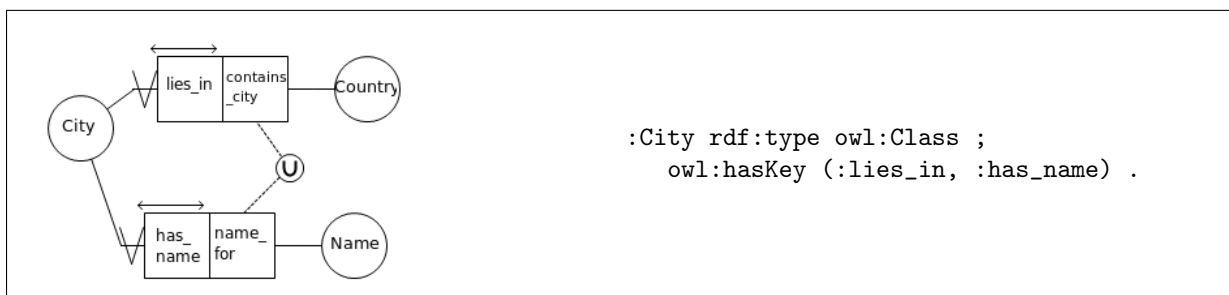 lies_in
contains
_city
Country
City
U
has_
name
name_
for
Name
:City rdf:type owl:Class ;
owl:hasKey (:lies_in, :has_name) .